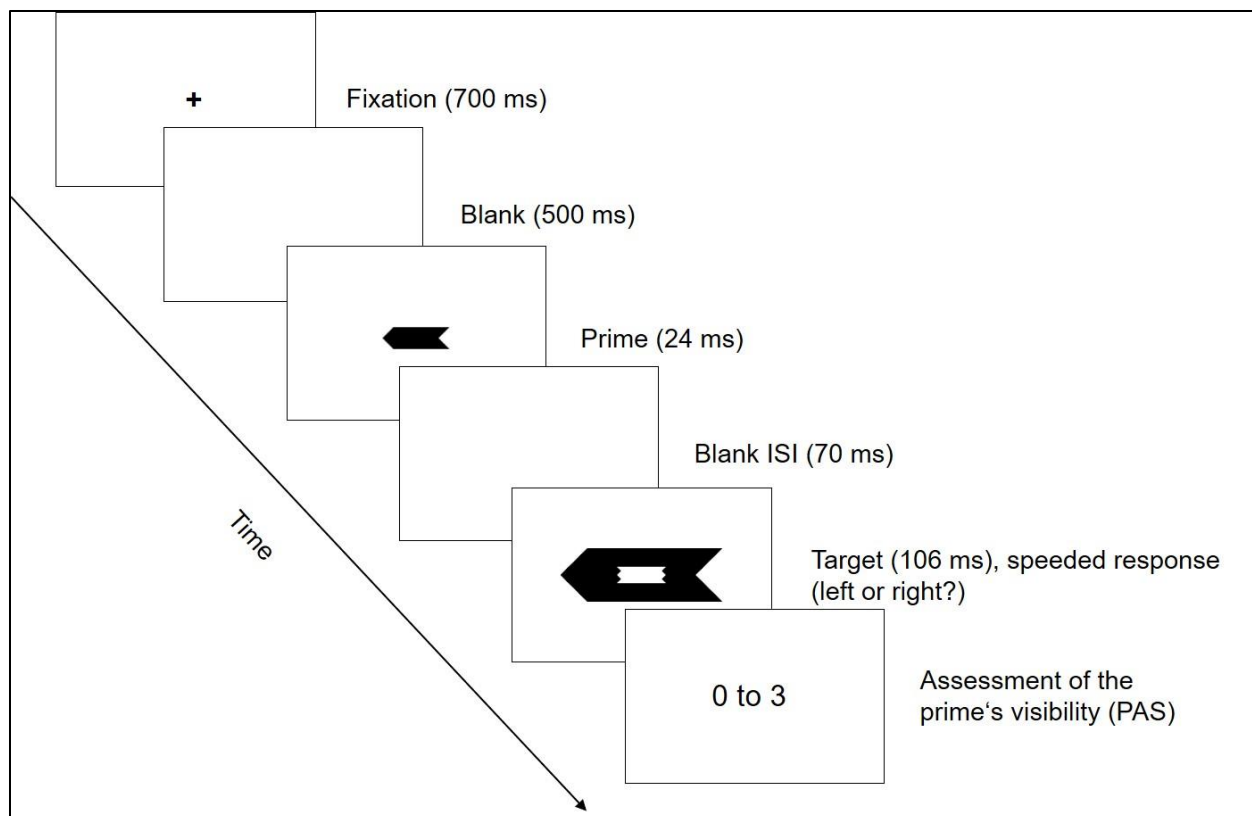 +
Fixation (700 ms)
Blank (500 ms)
Prime (24 ms)
Blank ISI (70 ms)
Time
Target (106 ms), speeded response
(left or right?)
0 to 3
Assessment of the
prime‘s visibility (PAS)